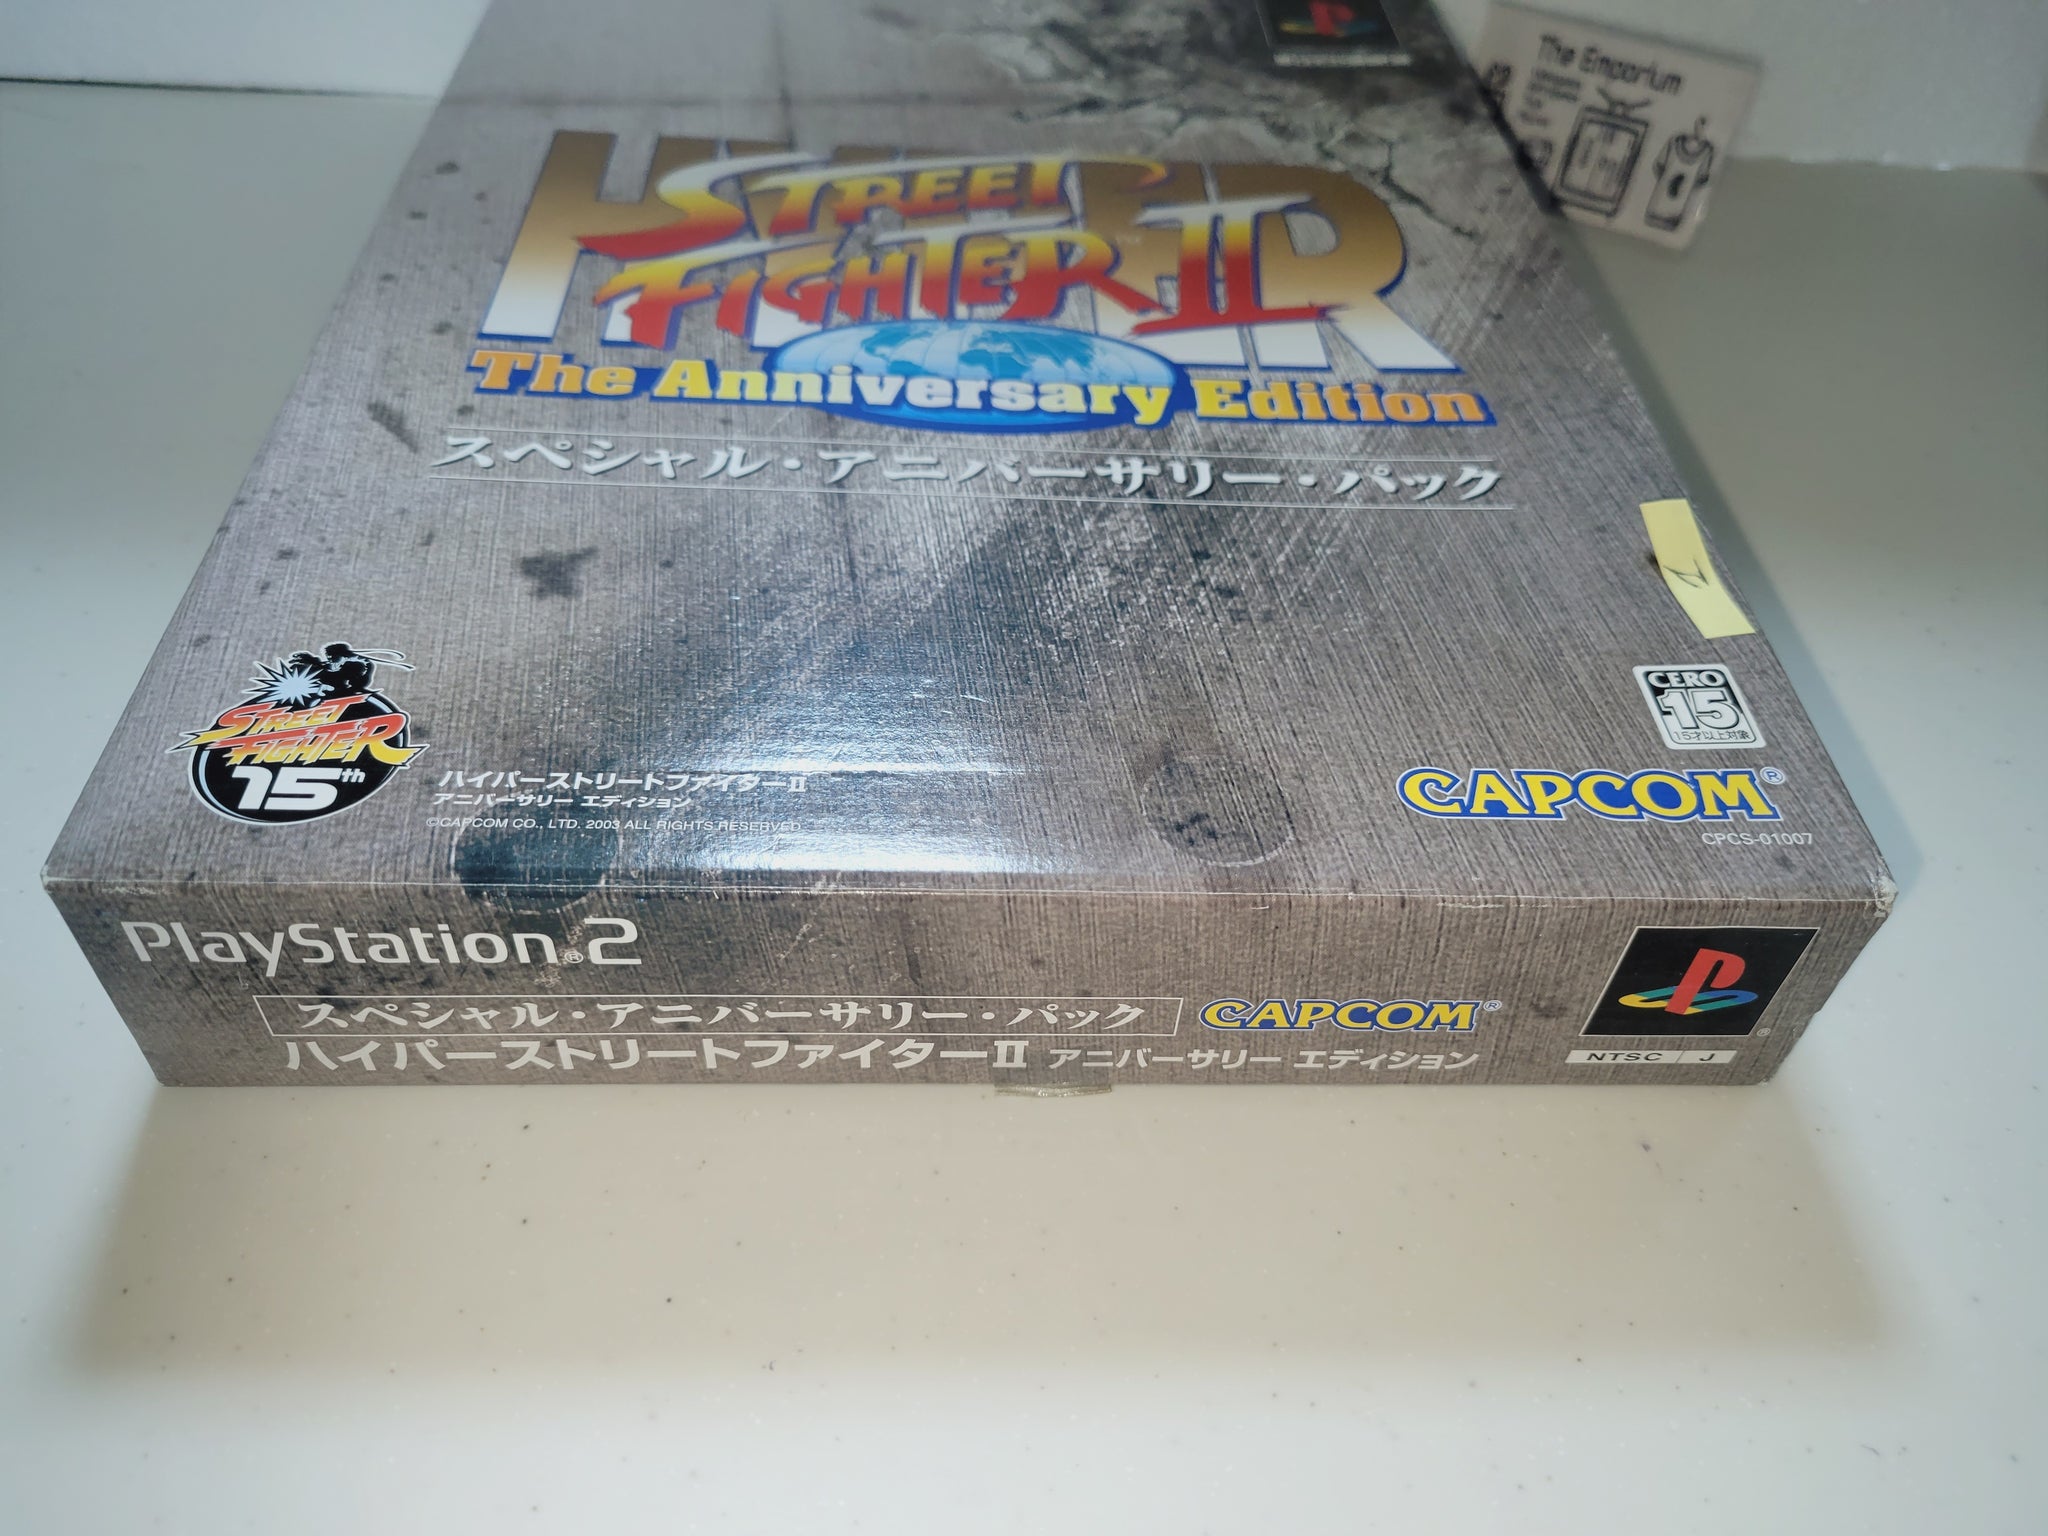 The Emporium
HYPER
STREET
FIGHTER II
The Anniversary Edition
スペシャル・アニバーサリー・パック
CERO
15
15才以上対象
STREET
FIGHTER
15th
ハイパーストリートファイターII
アニバーサリー エディション
©CAPCOM CO., LTD. 2003 ALL RIGHTS RESERVED.
CAPCOM®
CPCS-01007
PlayStation®2
スペシャル・アニバーサリー・パック
CAPCOM®
ハイパーストリートファイターII アニバーサリー エディション
NTSC J